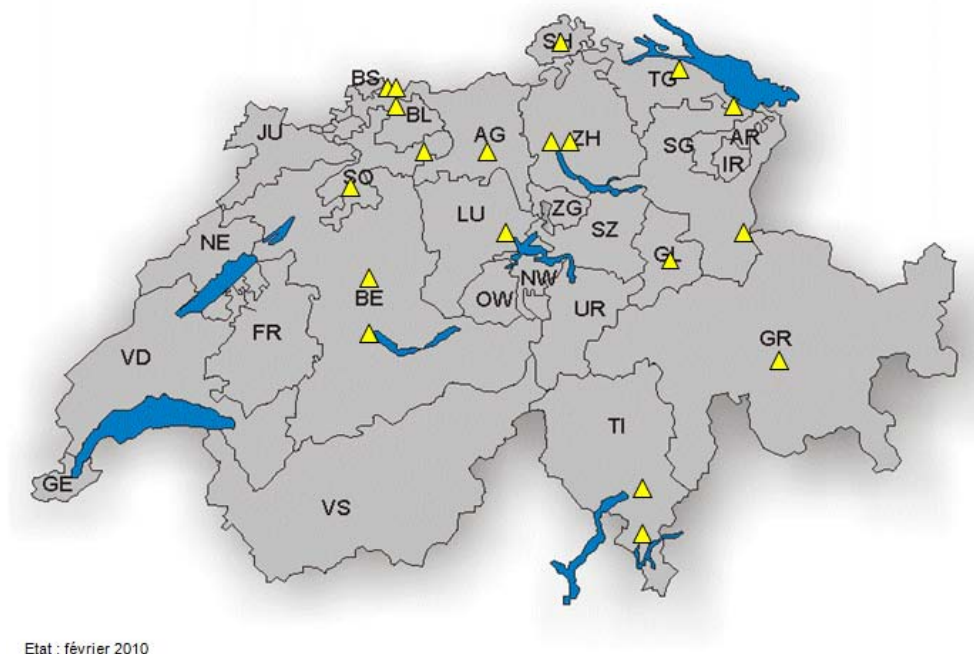 SH
BS
TG
BL
JU
AG
ZH
AR
SG
IR
SO
LU
ZG
NE
SZ
GL
NW
BE
OW
UR
FR
VD
GR
TI
GE
VS
Etat : février 2010